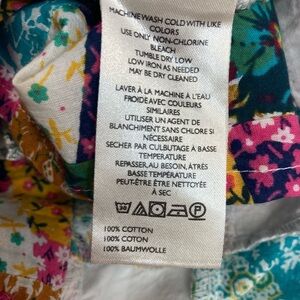 MACHINE WASH COLD WITH LIKE
COLORS
USE ONLY NON-CHLORINE
BLEACH
TUMBLE DRY LOW
LOW IRON AS NEEDED
MAY BE DRY CLEANED
LAVER À LA MACHINE À L'EAU
FROIDE AVEC COULEURS
SIMILAIRES
UTILISER UN AGENT DE
BLANCHIMENT SANS CHLORE SI
NÉCESSAIRE
SÉCHER PAR CULBUTAGE À BASSE
TEMPERATURE
REPASSER, AU BESOIN, À TRÈS
BASSE TEMPÉRATURE
PEUT-ÊTRE ÊTRE NETTOYÉE
À SEC
100% COTTON
100% COTON
100% BAUMWOLLE